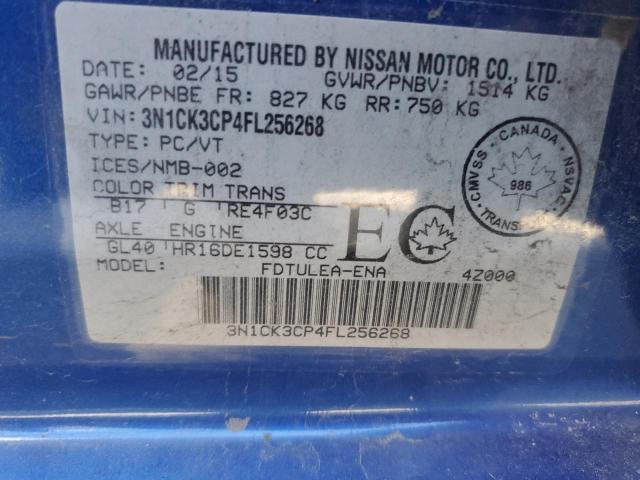 MANUFACTURED BY NISSAN MOTOR CO., LTD.
DATE: 02/15 GVWR/PNBV: 1514 KG
GAWR/PNBE FR: 827 KG RR: 750 KG
VIN: 3N1CK3CP4FL256268
TYPE: PC/VT
ICES/NMB-002
COLOR TRIM TRANS
B17 G RE4F03C
AXLE ENGINE
GL40 HR16DE1598 CC
EC
MODEL: FDTULEA-ENA 4Z000
3N1CK3CP4FL256268
CANADA
CMVSS
NSVAC
986
TRANS